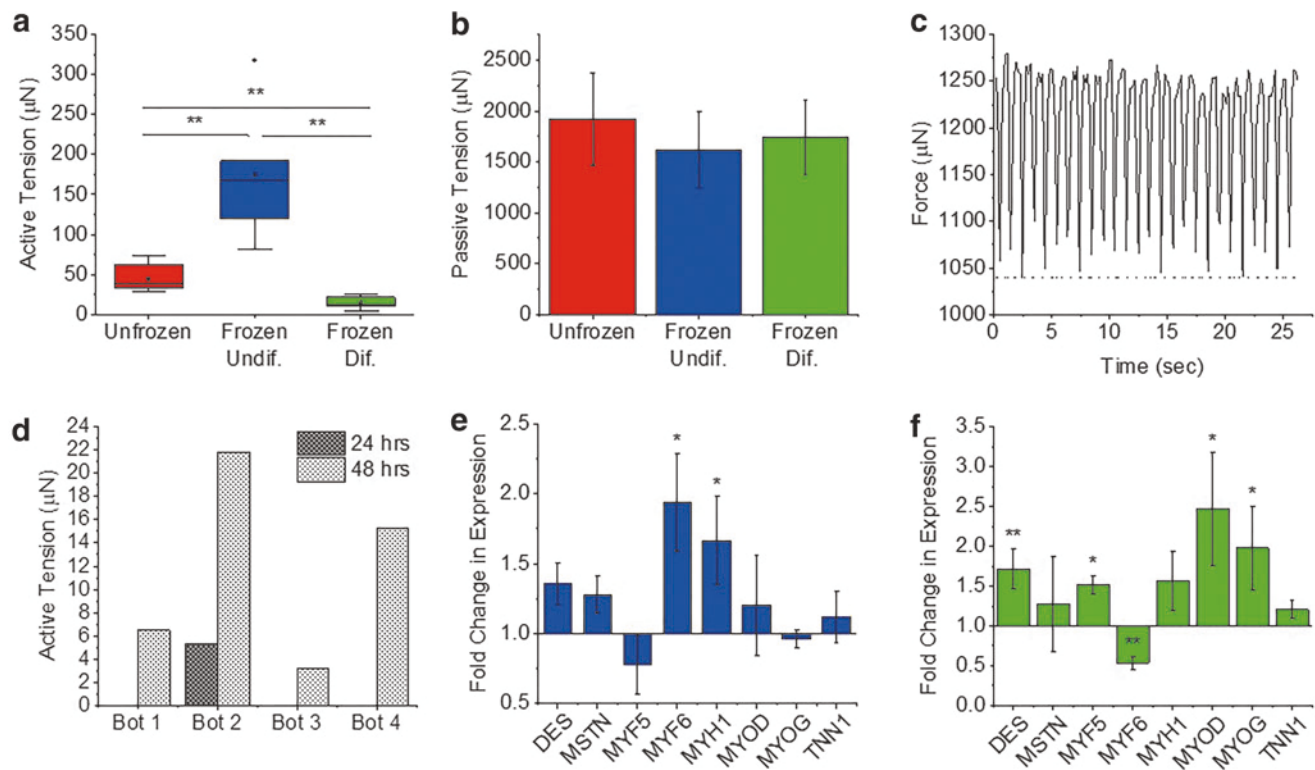 a
Active Tension (µN)
350
300
250
200
150
100
50
0
**
**
**
Unfrozen
Frozen
Undif.
Frozen
Dif.
b
Passive Tension (µN)
2500
2000
1500
1000
500
0
Unfrozen
Frozen
Undif.
Frozen
Dif.
c
Force (µN)
1250
1200
1150
1100
1050
1000
0 5 10 15 20 25
Time (sec)
d
Active Tension (µN)
24
22
20
18
16
14
12
10
8
6
4
2
0
24 hrs
48 hrs
Bot 1 Bot 2 Bot 3 Bot 4
e
Fold Change in Expression
2.5
2.0
1.5
1.0
0.5
*
*
DES MSTN MYF5 MYF6 MYH1 MYOD MYOG TNN1
f
Fold Change in Expression
3.5
3.0
2.5
2.0
1.5
1.0
0.5
0.0
**
*
**
*
*
DES MSTN MYF5 MYF6 MYH1 MYOD MYOG TNN1